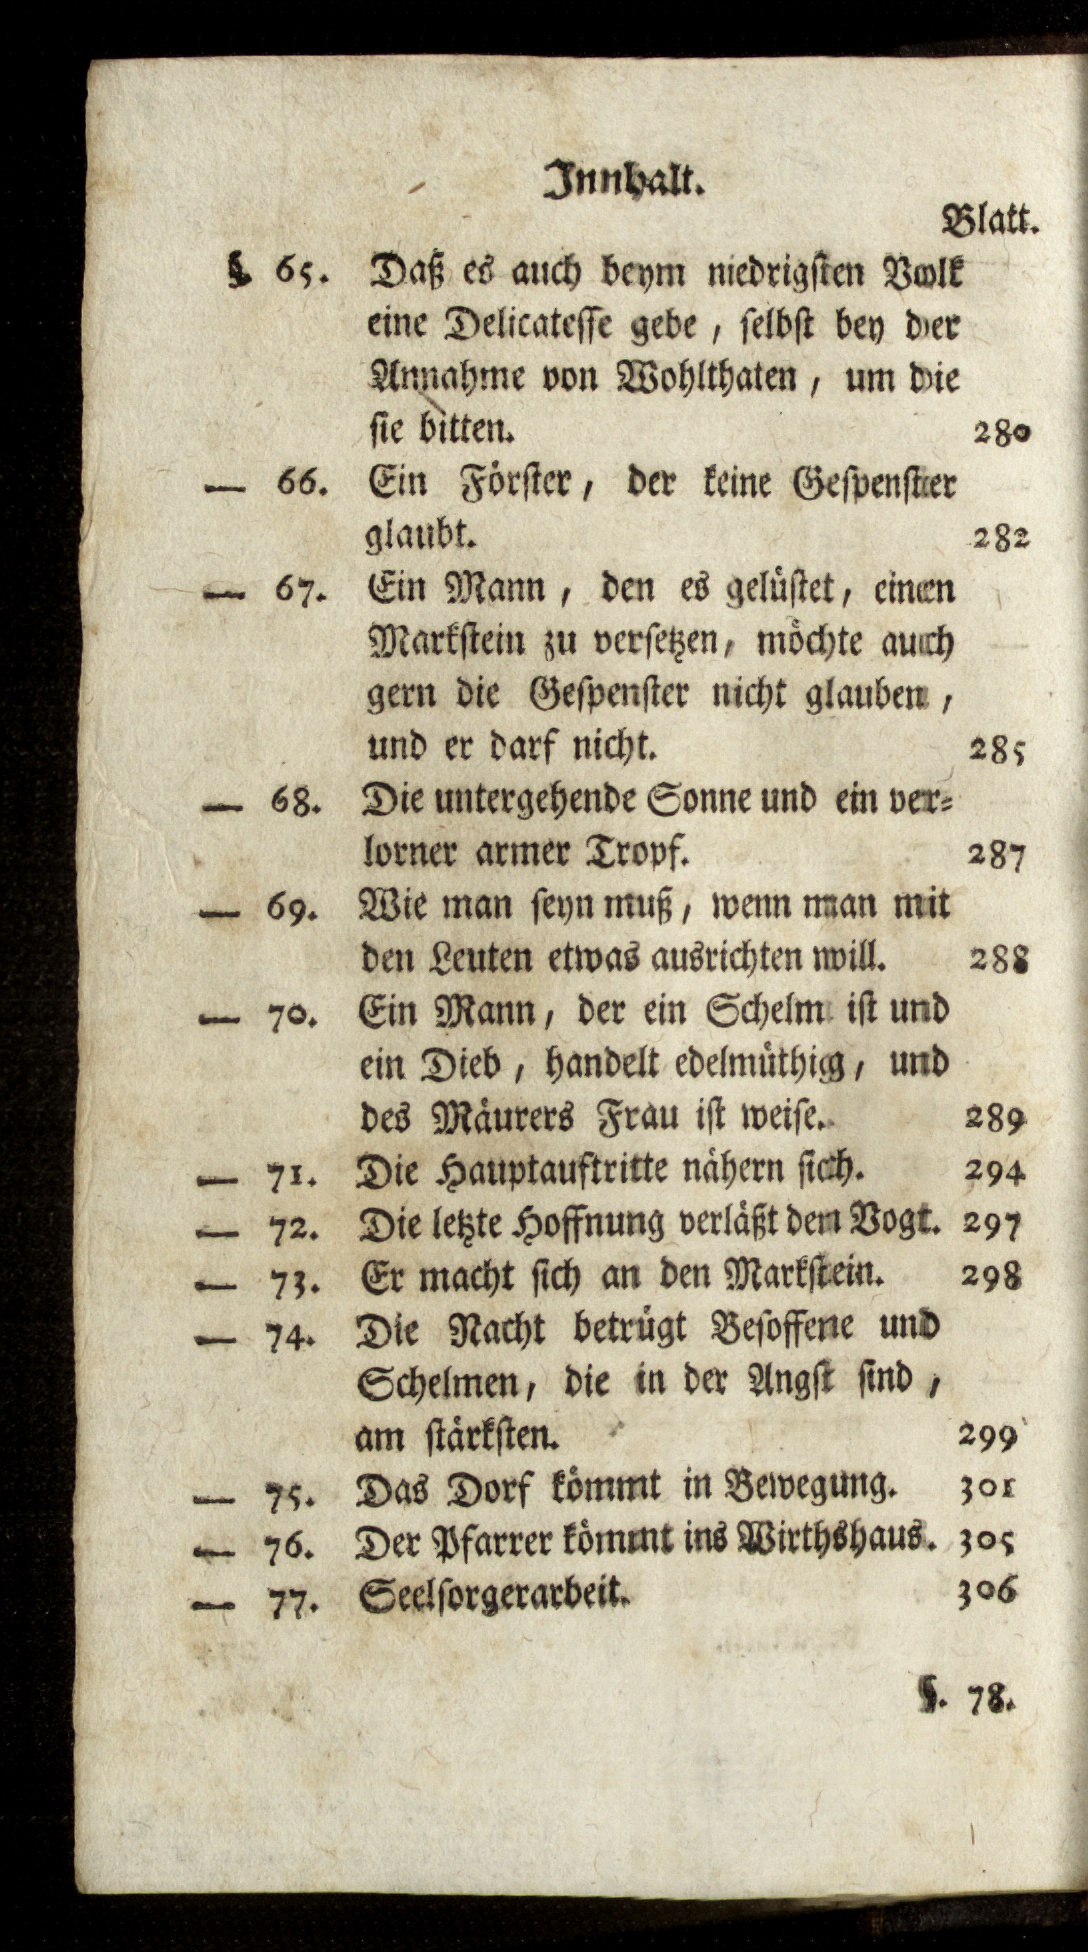 Innhalt.
Blatt.
§. 65. Daß es auch beym niedrigsten Volk
eine Delicatesse gebe, selbst bey der
Annahme von Wohlthaten, um die
sie bitten. 280
— 66. Ein Förster, der keine Gespenster
glaubt. 282
— 67. Ein Mann, den es gelüstet, einen
Markstein zu versetzen, möchte auch
gern die Gespenster nicht glauben,
und er darf nicht. 285
— 68. Die untergehende Sonne und ein ver-
lorner armer Tropf. 287
— 69. Wie man seyn muß, wenn man mit
den Leuten etwas ausrichten will. 288
— 70. Ein Mann, der ein Schelm ist und
ein Dieb, handelt edelmüthig, und
des Mäurers Frau ist weise. 289
— 71. Die Hauptauftritte nähern sich. 294
— 72. Die letzte Hoffnung verläßt den Vogt. 297
— 73. Er macht sich an den Markstein. 298
— 74. Die Nacht betrügt Besoffene und
Schelmen, die in der Angst sind,
am stärksten. 299
— 75. Das Dorf kömmt in Bewegung. 301
— 76. Der Pfarrer kömmt ins Wirthshaus. 305
— 77. Seelsorgerarbeit. 306
§. 78.